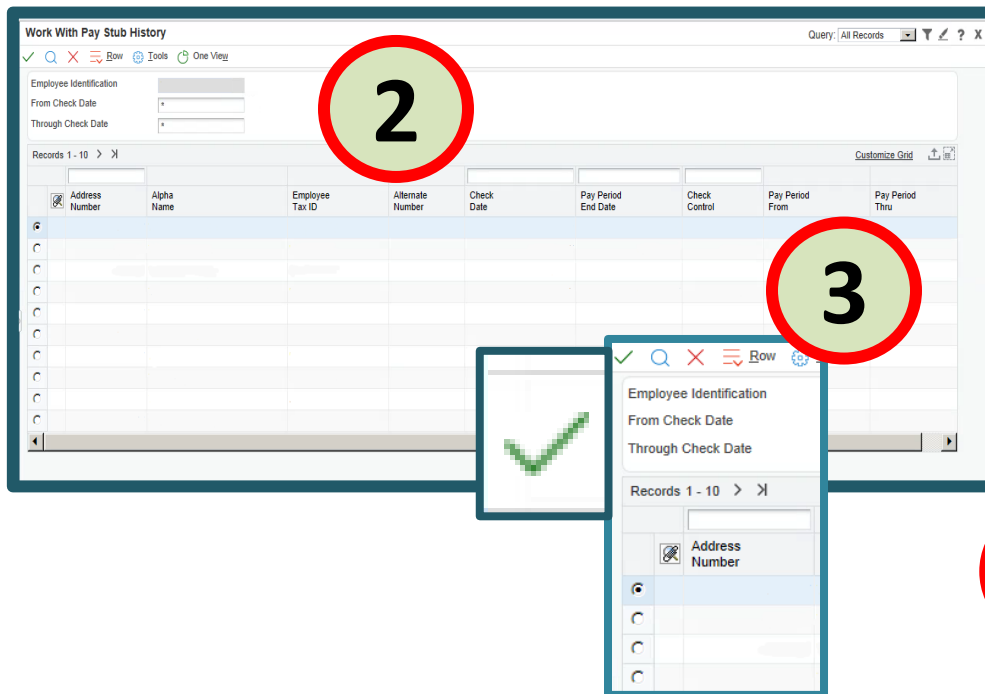 Work With Pay Stub History
Query: All Records ? X
Row Tools One View
Employee Identification
From Check Date *
Through Check Date *
2
Records 1 - 10
Customize Grid
Address Number Alpha Name Employee Tax ID Alternate Number Check Date Pay Period End Date Check Control Pay Period From Pay Period Thru
3
Row
Employee Identification
From Check Date
Through Check Date
Records 1 - 10
Address
Number